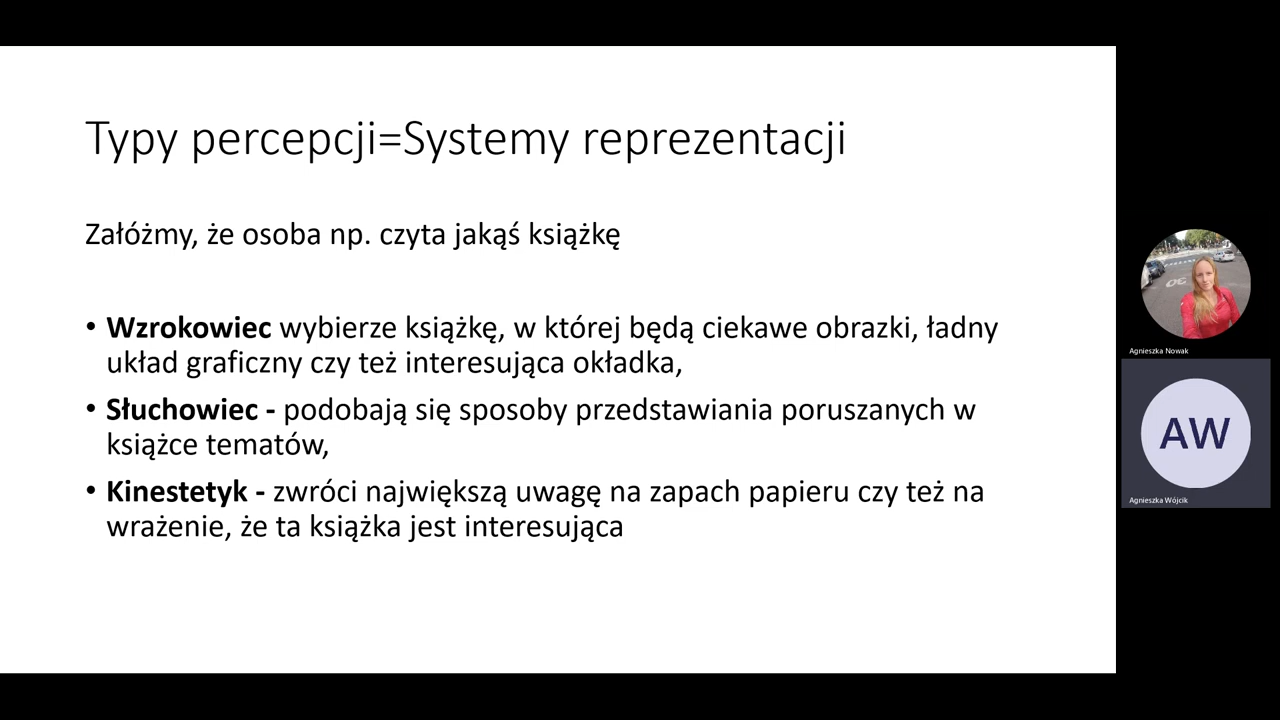 Typy percepcji=Systemy reprezentacji
Załóżmy, że osoba np. czyta jakąś książkę
• Wzrokowiec wybierze książkę, w której będą ciekawe obrazki, ładny
układ graficzny czy też interesująca okładka,
• Słuchowiec - podobają się sposoby przedstawiania poruszanych w
książce tematów,
• Kinestetyk - zwróci największą uwagę na zapach papieru czy też na
wrażenie, że ta książka jest interesująca
Agnieszka Nowak
AW
Agnieszka Wójcik